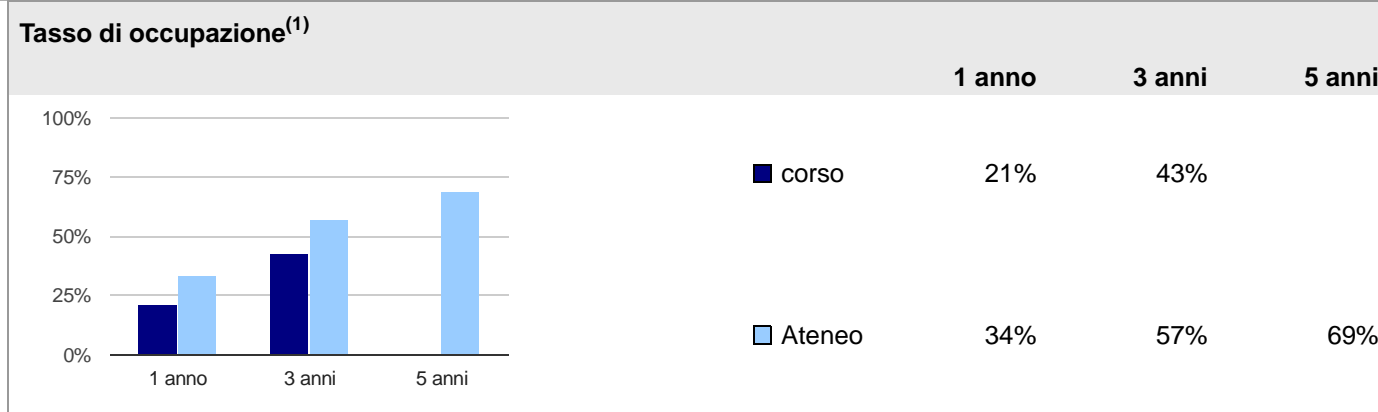 Tasso di occupazione(1)
1 anno 3 anni 5 anni
100%
75%
50%
25%
0%
1 anno 3 anni 5 anni
corso 21% 43%
Ateneo 34% 57% 69%